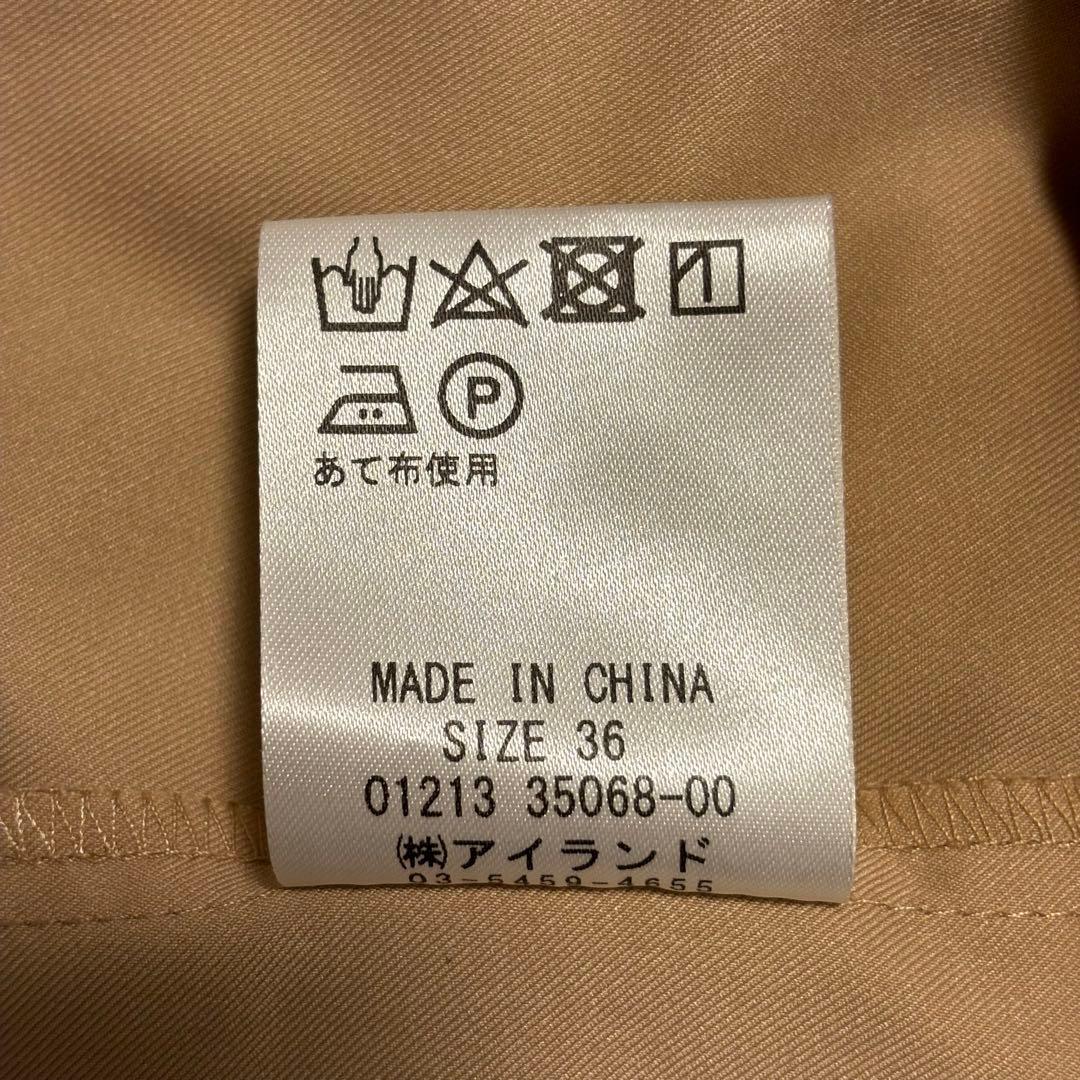 P
あて布使用
MADE IN CHINA
SIZE 36
01213 35068-00
㈱アイランド
03-5459-4655